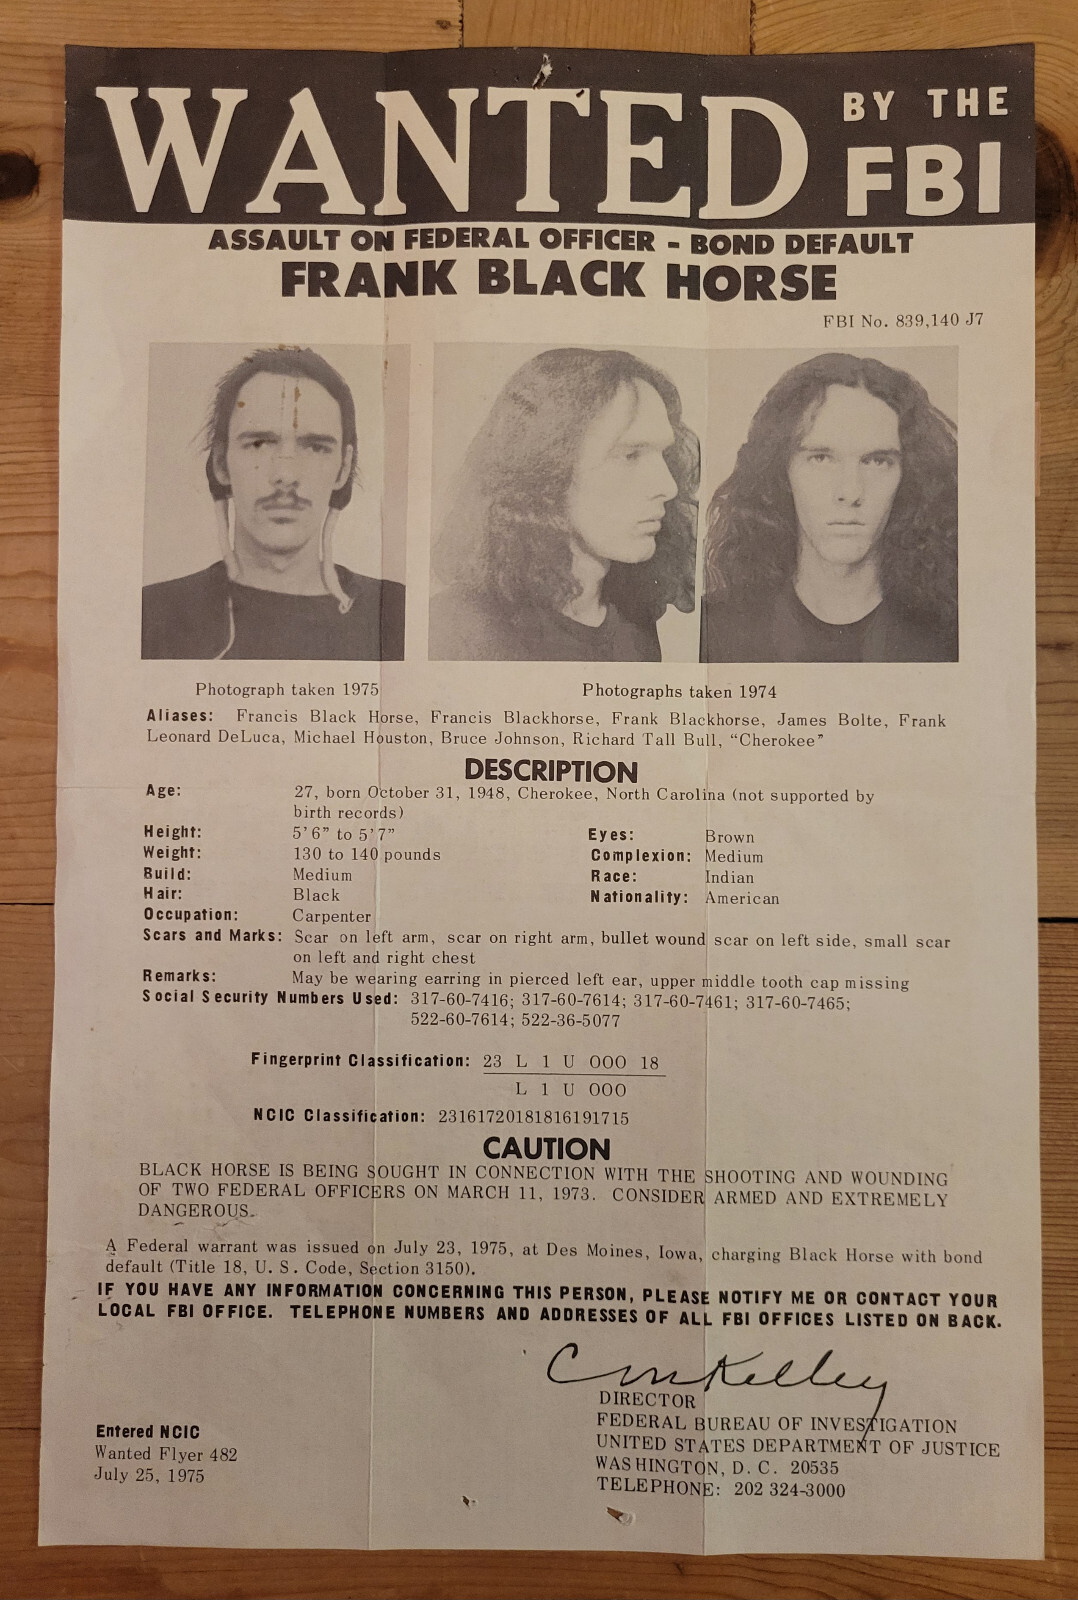 WANTED BY THE FBI
ASSAULT ON FEDERAL OFFICER - BOND DEFAULT
FRANK BLACK HORSE
FBI No. 839,140 J7
Photograph taken 1975
Photographs taken 1974
Aliases: Francis Black Horse, Francis Blackhorse, Frank Blackhorse, James Bolte, Frank
Leonard DeLuca, Michael Houston, Bruce Johnson, Richard Tall Bull, "Cherokee"
DESCRIPTION
Age: 27, born October 31, 1948, Cherokee, North Carolina (not supported by
birth records)
Height: 5'6" to 5'7" Eyes: Brown
Weight: 130 to 140 pounds Complexion: Medium
Build: Medium Race: Indian
Hair: Black Nationality: American
Occupation: Carpenter
Scars and Marks: Scar on left arm, scar on right arm, bullet wound scar on left side, small scar
on left and right chest
Remarks: May be wearing earring in pierced left ear, upper middle tooth cap missing
Social Security Numbers Used: 317-60-7416; 317-60-7614; 317-60-7461; 317-60-7465;
522-60-7614; 522-36-5077
Fingerprint Classification: 23 L 1 U OOO 18
L 1 U OOO
NCIC Classification: 23161720181816191715
CAUTION
BLACK HORSE IS BEING SOUGHT IN CONNECTION WITH THE SHOOTING AND WOUNDING
OF TWO FEDERAL OFFICERS ON MARCH 11, 1973. CONSIDER ARMED AND EXTREMELY
DANGEROUS.
A Federal warrant was issued on July 23, 1975, at Des Moines, Iowa, charging Black Horse with bond
default (Title 18, U. S. Code, Section 3150).
IF YOU HAVE ANY INFORMATION CONCERNING THIS PERSON, PLEASE NOTIFY ME OR CONTACT YOUR
LOCAL FBI OFFICE. TELEPHONE NUMBERS AND ADDRESSES OF ALL FBI OFFICES LISTED ON BACK.
CMKelley
DIRECTOR
FEDERAL BUREAU OF INVESTIGATION
UNITED STATES DEPARTMENT OF JUSTICE
WASHINGTON, D. C. 20535
TELEPHONE: 202 324-3000
Entered NCIC
Wanted Flyer 482
July 25, 1975